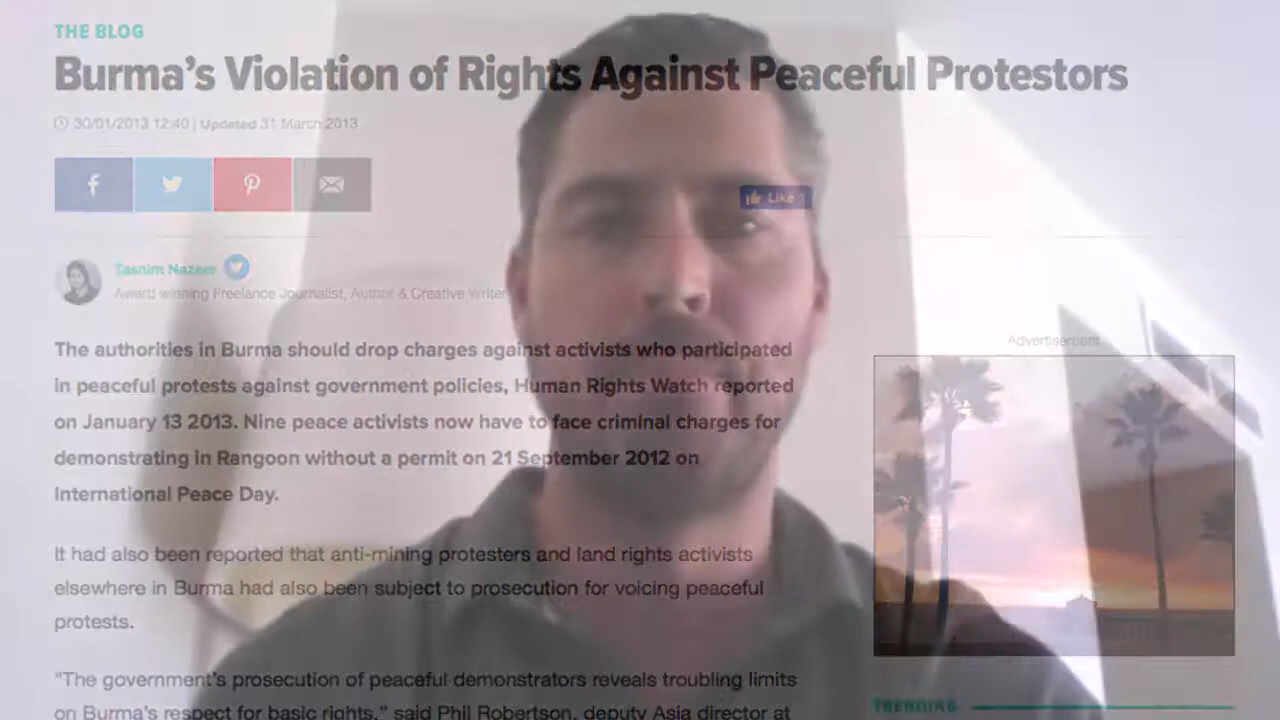 THE BLOG
Burma's Violation of Rights Against Peaceful Protestors
30/01/2013 12:40 | Updated 31 March 2013
Like 1
Tasnim Nazeer
Award winning Freelance Journalist, Author & Creative Writer
The authorities in Burma should drop charges against activists who participated
in peaceful protests against government policies, Human Rights Watch reported
on January 13 2013. Nine peace activists now have to face criminal charges for
demonstrating in Rangoon without a permit on 21 September 2012 on
International Peace Day.
Advertisement
It had also been reported that anti-mining protesters and land rights activists
elsewhere in Burma had also been subject to prosecution for voicing peaceful
protests.
"The government's prosecution of peaceful demonstrators reveals troubling limits
on Burma's respect for basic rights," said Phil Robertson, deputy Asia director at
TRENDING